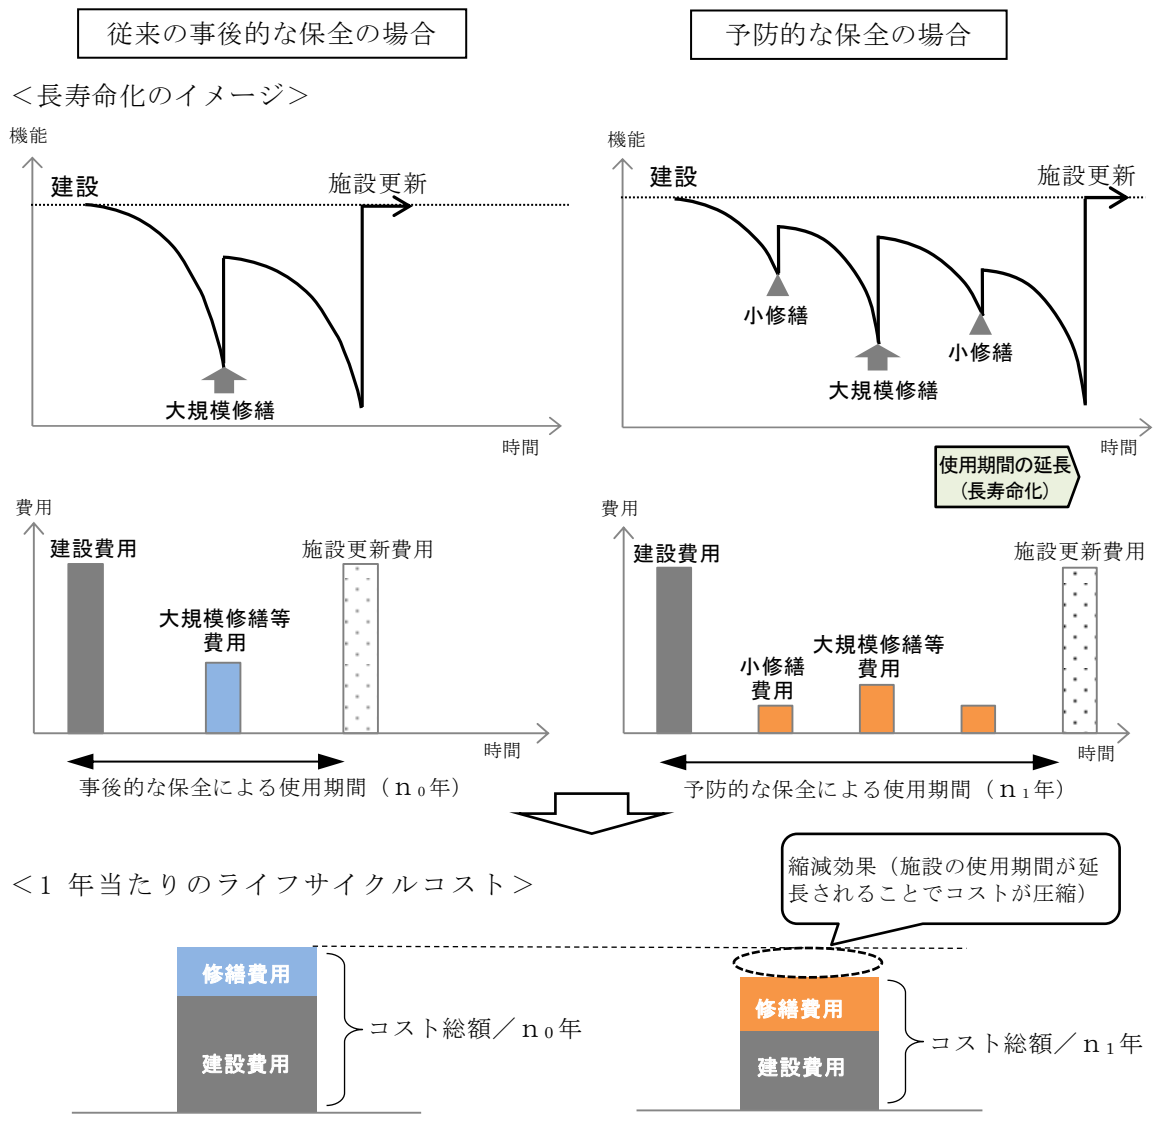 従来の事後的な保全の場合
予防的な保全の場合
＜長寿命化のイメージ＞
機能
建設
施設更新
大規模修繕
時間
機能
建設
施設更新
小修繕
大規模修繕
小修繕
時間
使用期間の延長
（長寿命化）
費用
建設費用
大規模修繕等
費用
施設更新費用
時間
事後的な保全による使用期間（ｎ₀年）
費用
建設費用
小修繕
費用
大規模修繕等
費用
施設更新費用
時間
予防的な保全による使用期間（ｎ₁年）
＜1 年当たりのライフサイクルコスト＞
縮減効果（施設の使用期間が延
長されることでコストが圧縮）
修繕費用
建設費用
コスト総額／ｎ₀年
修繕費用
建設費用
コスト総額／ｎ₁年